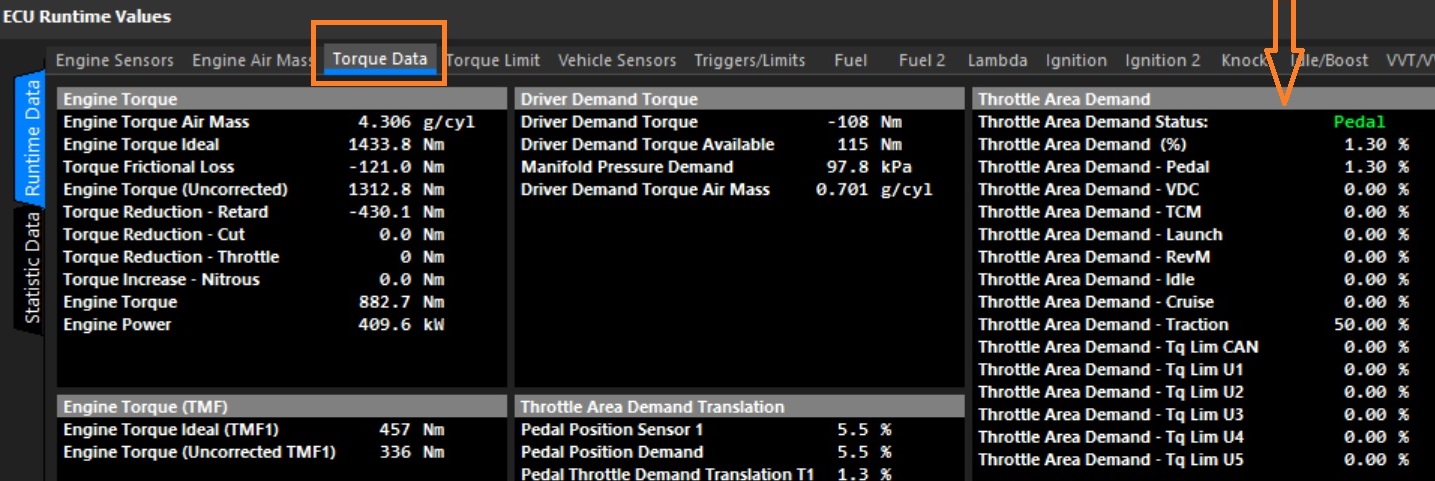 ECU Runtime Values
Engine Sensors Engine Air Mass Torque Data Torque Limit Vehicle Sensors Triggers/Limits Fuel Fuel 2 Lambda Ignition Ignition 2 Knock Idle/Boost
Runtime Data
Statistic Data
Engine Torque
Engine Torque Air Mass 4.306 g/cyl
Engine Torque Ideal 1433.8 Nm
Torque Frictional Loss -121.0 Nm
Engine Torque (Uncorrected) 1312.8 Nm
Torque Reduction - Retard -430.1 Nm
Torque Reduction - Cut 0.0 Nm
Torque Reduction - Throttle 0 Nm
Torque Increase - Nitrous 0.0 Nm
Engine Torque 882.7 Nm
Engine Power 409.6 kW
Engine Torque (TMF)
Engine Torque Ideal (TMF1) 457 Nm
Engine Torque (Uncorrected TMF1) 336 Nm
Driver Demand Torque
Driver Demand Torque -108 Nm
Driver Demand Torque Available 115 Nm
Manifold Pressure Demand 97.8 kPa
Driver Demand Torque Air Mass 0.701 g/cyl
Throttle Area Demand Translation
Pedal Position Sensor 1 5.5 %
Pedal Position Demand 5.5 %
Pedal Throttle Demand Translation T1 1.3 %
Throttle Area Demand
Throttle Area Demand Status: Pedal
Throttle Area Demand (%) 1.30 %
Throttle Area Demand - Pedal 1.30 %
Throttle Area Demand - VDC 0.00 %
Throttle Area Demand - TCM 0.00 %
Throttle Area Demand - Launch 0.00 %
Throttle Area Demand - RevM 0.00 %
Throttle Area Demand - Idle 0.00 %
Throttle Area Demand - Cruise 0.00 %
Throttle Area Demand - Traction 50.00 %
Throttle Area Demand - Tq Lim CAN 0.00 %
Throttle Area Demand - Tq Lim U1 0.00 %
Throttle Area Demand - Tq Lim U2 0.00 %
Throttle Area Demand - Tq Lim U3 0.00 %
Throttle Area Demand - Tq Lim U4 0.00 %
Throttle Area Demand - Tq Lim U5 0.00 %